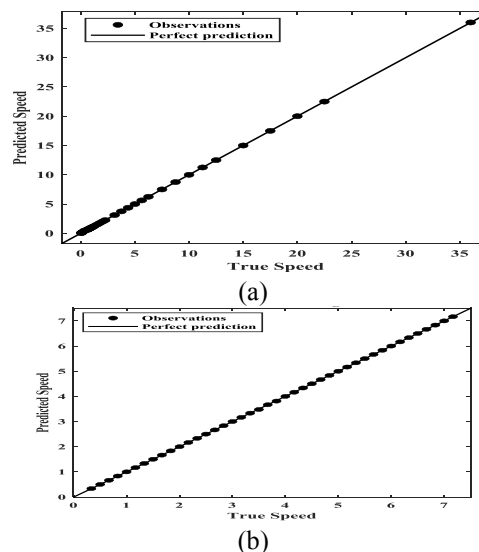 Observations
Perfect prediction
35
30
25
20
15
10
5
0
Predicted Speed
0 5 10 15 20 25 30 35
True Speed
(a)
Observations
Perfect prediction
7
6
5
4
3
2
1
0
Predicted Speed
0 1 2 3 4 5 6 7
True Speed
(b)